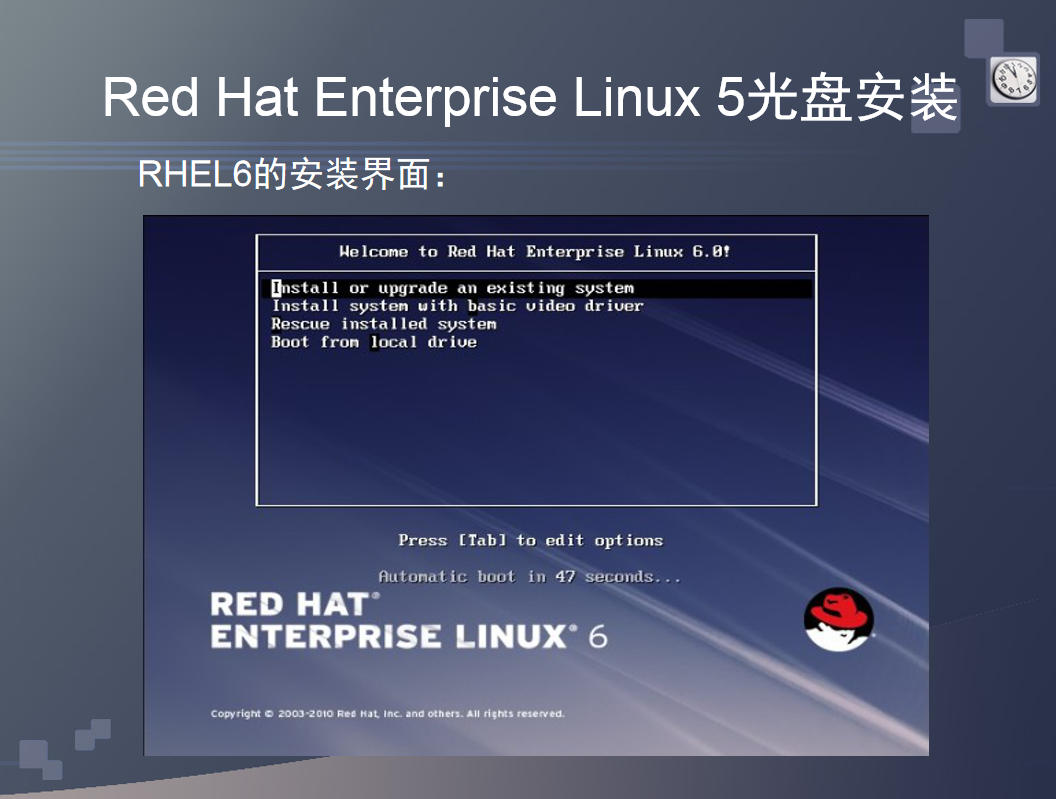 Red Hat Enterprise Linux 5光盘安装
RHEL6的安装界面：
Welcome to Red Hat Enterprise Linux 6.0!
Install or upgrade an existing system
Install system with basic video driver
Rescue installed system
Boot from local drive
Press [Tab] to edit options
Automatic boot in 47 seconds...
RED HAT®
ENTERPRISE LINUX® 6
Copyright © 2003-2010 Red Hat, Inc. and others. All rights reserved.